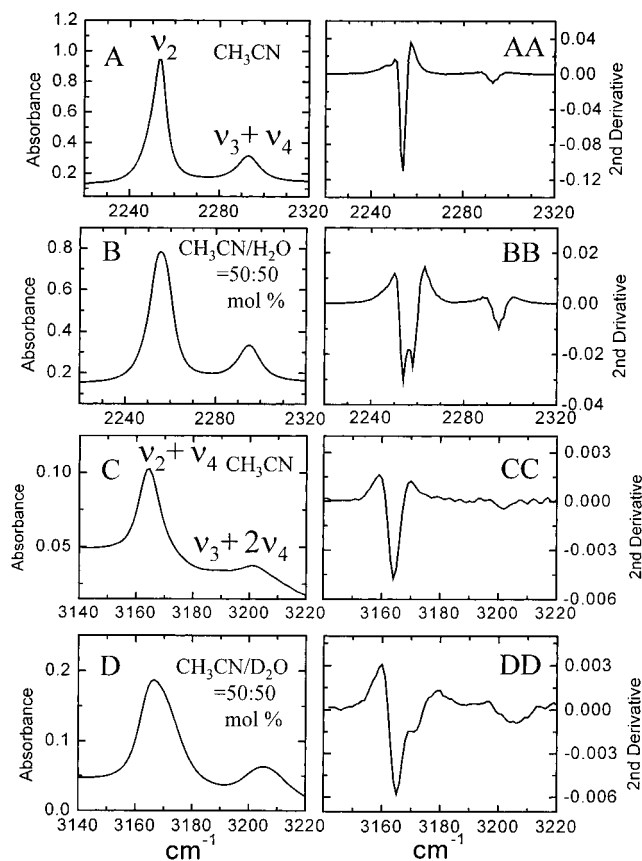 A
ν2
CH3CN
ν3 + ν4
Absorbance
1.2
1.0
0.8
0.6
0.4
0.2
2240 2280 2320
AA
0.04
0.00
-0.04
-0.08
-0.12
2nd Derivative
2240 2280 2320
B
CH3CN/H2O
=50:50
mol %
Absorbance
0.8
0.6
0.4
0.2
2240 2280 2320
BB
0.02
0.00
-0.02
-0.04
2nd Drivative
2240 2280 2320
C
ν2 + ν4 CH3CN
ν3 + 2ν4
Absorbance
0.10
0.05
3140 3160 3180 3200 3220
CC
0.003
0.000
-0.003
-0.006
2nd Derivative
3160 3180 3200 3220
D
CH3CN/D2O
=50:50
mol %
Absorbance
0.2
0.1
0.0
3140 3160 3180 3200 3220
cm-1
DD
0.003
0.000
-0.003
-0.006
2nd Derivative
3160 3180 3200 3220
cm-1